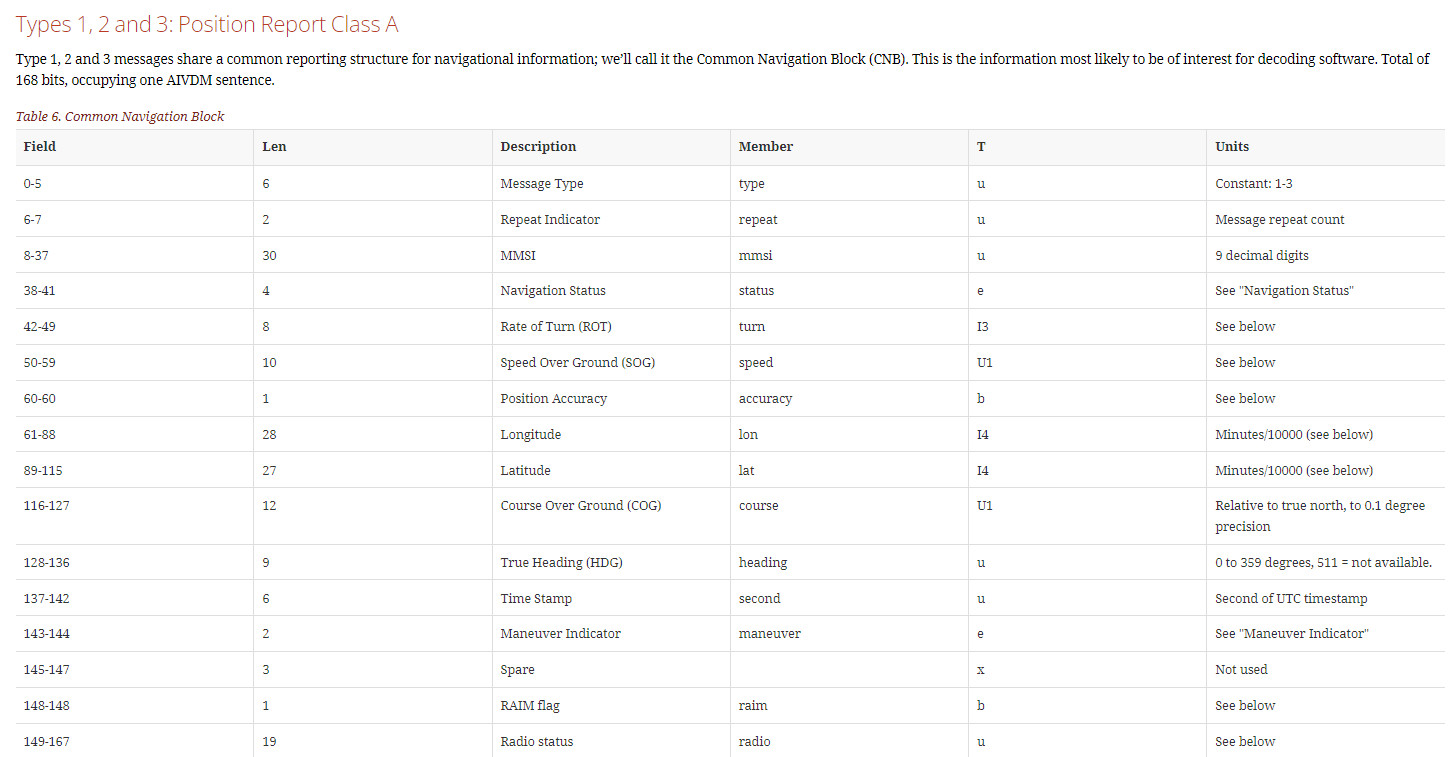 Types 1, 2 and 3: Position Report Class A
Type 1, 2 and 3 messages share a common reporting structure for navigational information; we’ll call it the Common Navigation Block (CNB). This is the information most likely to be of interest for decoding software. Total of
168 bits, occupying one AIVDM sentence.
Table 6. Common Navigation Block
Field Len Description Member T Units
0-5 6 Message Type type u Constant: 1-3
6-7 2 Repeat Indicator repeat u Message repeat count
8-37 30 MMSI mmsi u 9 decimal digits
38-41 4 Navigation Status status e See "Navigation Status"
42-49 8 Rate of Turn (ROT) turn I3 See below
50-59 10 Speed Over Ground (SOG) speed U1 See below
60-60 1 Position Accuracy accuracy b See below
61-88 28 Longitude lon I4 Minutes/10000 (see below)
89-115 27 Latitude lat I4 Minutes/10000 (see below)
116-127 12 Course Over Ground (COG) course U1 Relative to true north, to 0.1 degree
precision
128-136 9 True Heading (HDG) heading u 0 to 359 degrees, 511 = not available.
137-142 6 Time Stamp second u Second of UTC timestamp
143-144 2 Maneuver Indicator maneuver e See "Maneuver Indicator"
145-147 3 Spare x Not used
148-148 1 RAIM flag raim b See below
149-167 19 Radio status radio u See below